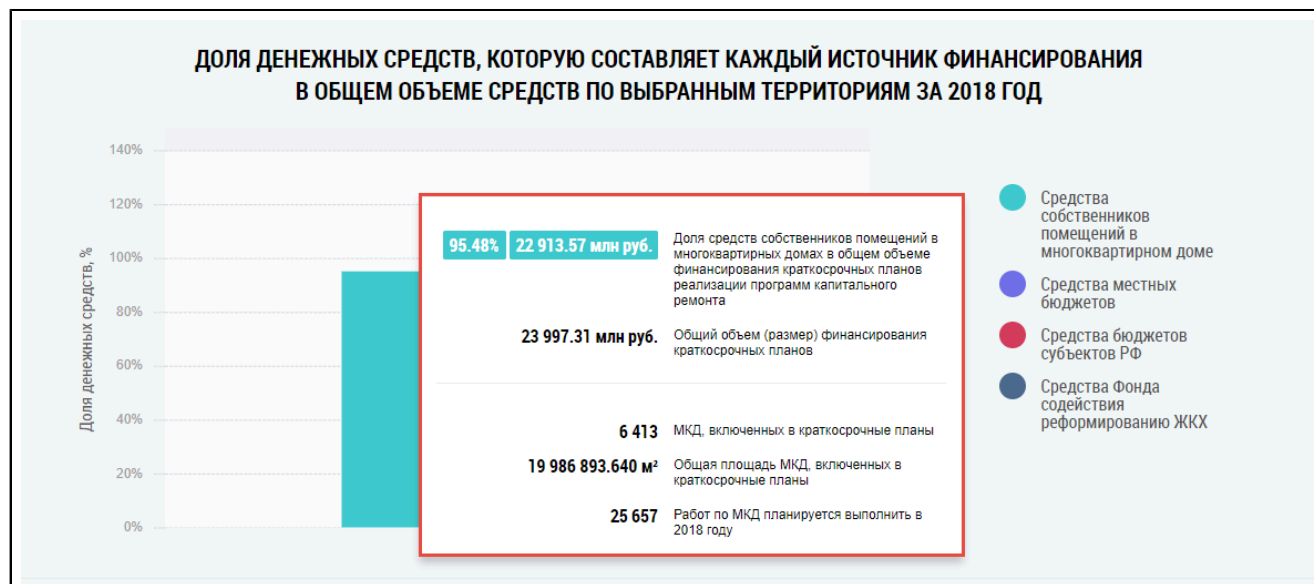 ДОЛЯ ДЕНЕЖНЫХ СРЕДСТВ, КОТОРУЮ СОСТАВЛЯЕТ КАЖДЫЙ ИСТОЧНИК ФИНАНСИРОВАНИЯ
В ОБЩЕМ ОБЪЕМЕ СРЕДСТВ ПО ВЫБРАННЫМ ТЕРРИТОРИЯМ ЗА 2018 ГОД
Доля денежных средств, %
140%
120%
100%
80%
60%
40%
20%
0%
95.48% 22 913.57 млн руб.
Доля средств собственников помещений в
многоквартирных домах в общем объеме
финансирования краткосрочных планов
реализации программ капитального
ремонта
23 997.31 млн руб.
Общий объем (размер) финансирования
краткосрочных планов
6 413
МКД, включенных в краткосрочные планы
19 986 893.640 м²
Общая площадь МКД, включенных в
краткосрочные планы
25 657
Работ по МКД планируется выполнить в
2018 году
Средства
собственников
помещений в
многоквартирном доме
Средства местных
бюджетов
Средства бюджетов
субъектов РФ
Средства Фонда
содействия
реформированию ЖКХ